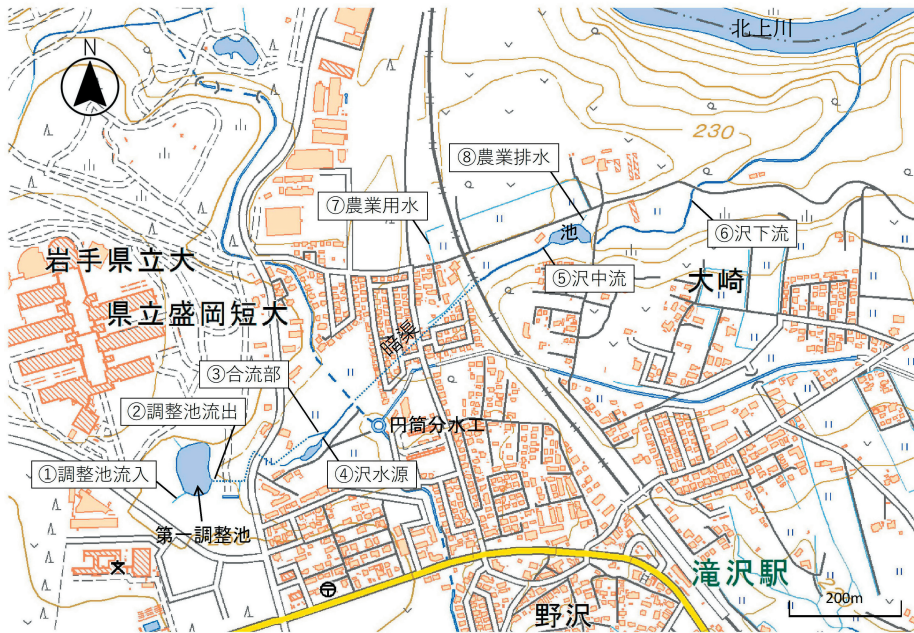 北上川
N
230
⑧農業排水
⑦農業用水
池
⑥沢下流
⑤沢中流
大崎
岩手県立大
県立盛岡短大
暗渠
③合流部
②調整池流出
円筒分水工
①調整池流入
④沢水源
第一調整池
滝沢駅
200m
野沢